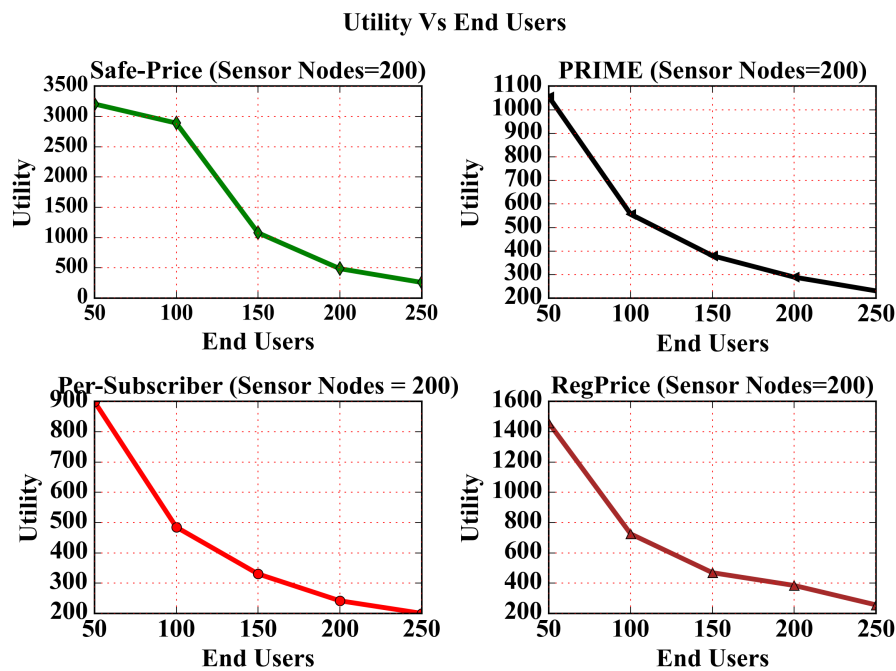 Utility Vs End Users
Safe-Price (Sensor Nodes=200)
3500
3000
2500
2000
1500
1000
500
0
Utility
50 100 150 200 250
End Users
PRIME (Sensor Nodes=200)
1100
1000
900
800
700
600
500
400
300
200
Utility
50 100 150 200 250
End Users
Per-Subscriber (Sensor Nodes = 200)
900
800
700
600
500
400
300
200
Utility
50 100 150 200 250
End Users
RegPrice (Sensor Nodes=200)
1600
1400
1200
1000
800
600
400
200
Utility
50 100 150 200 250
End Users